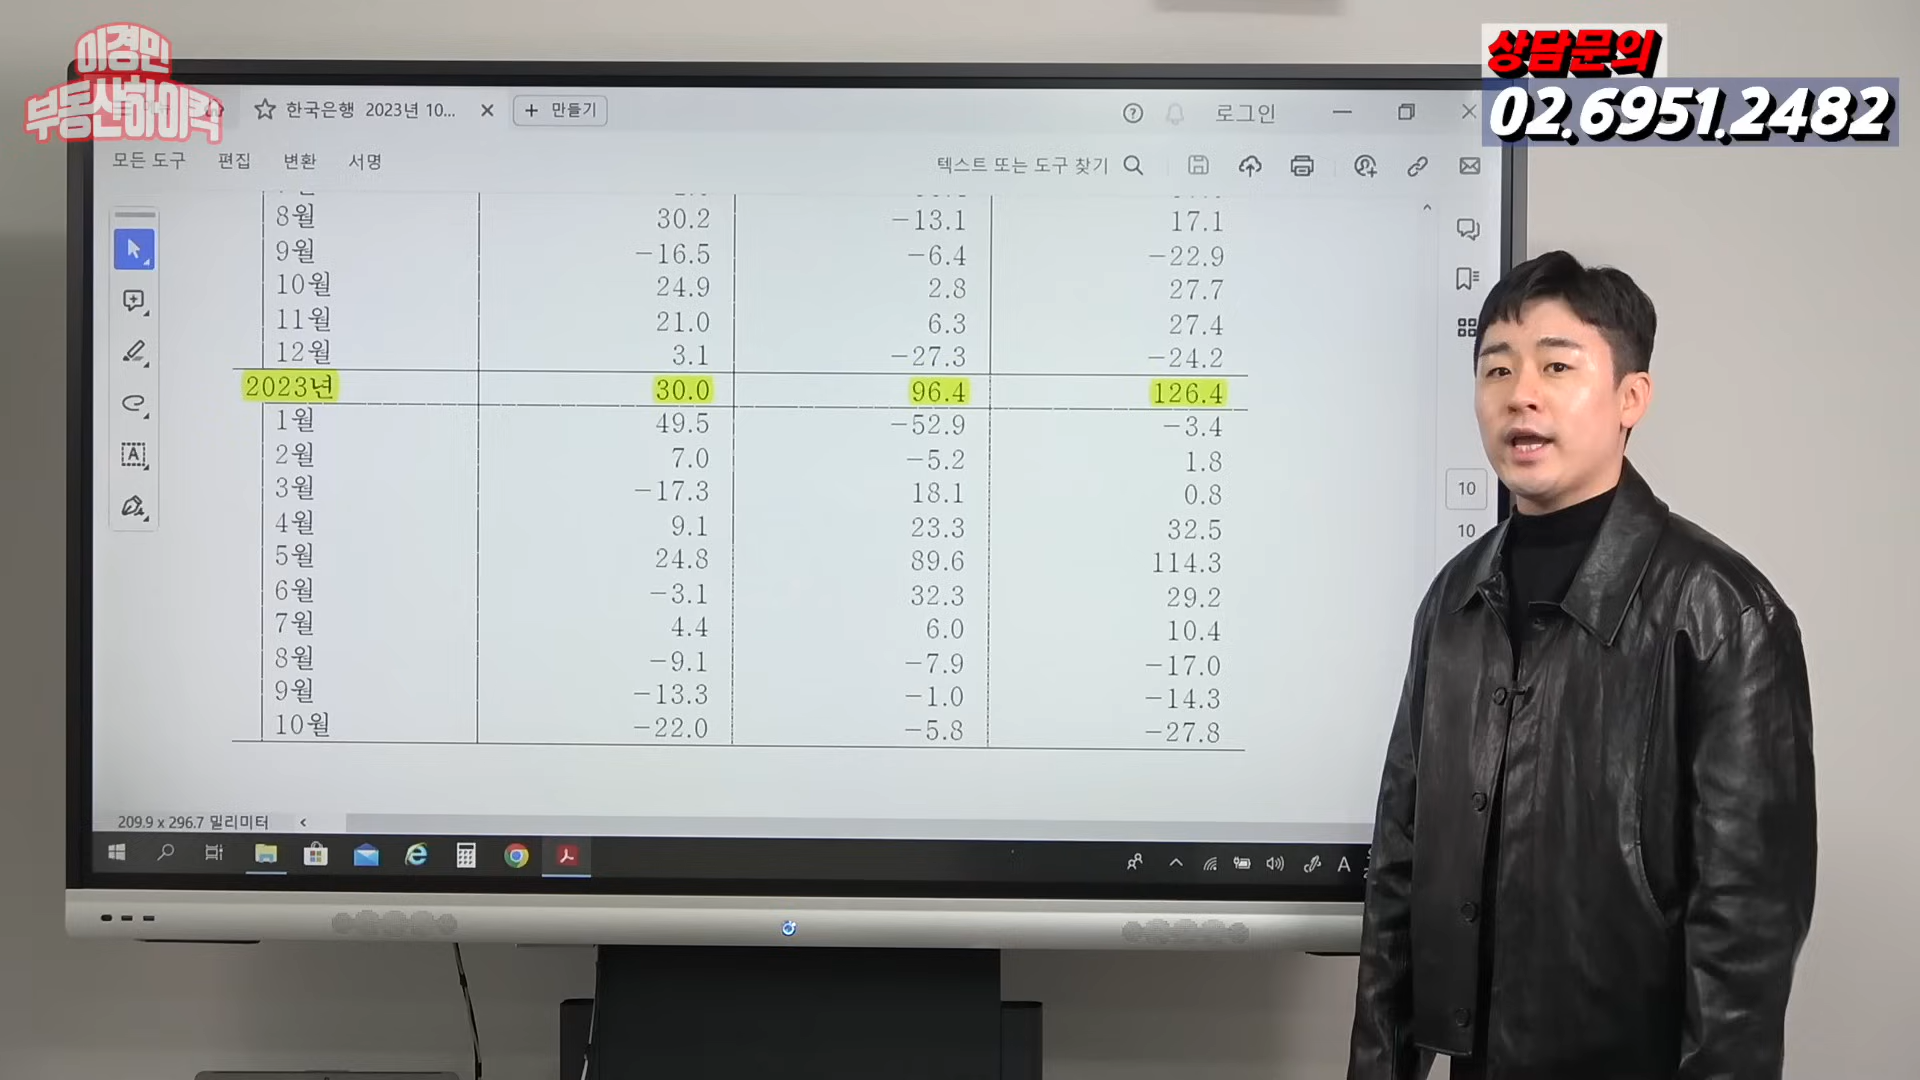 이경민
부동산하이킥
상담문의
02.6951.2482
한국은행 2023년 10...
+ 만들기
로그인
모든 도구 편집 변환 서명
텍스트 또는 도구 찾기
8월 30.2 −13.1 17.1
9월 −16.5 −6.4 −22.9
10월 24.9 2.8 27.7
11월 21.0 6.3 27.4
12월 3.1 −27.3 −24.2
2023년 30.0 96.4 126.4
1월 49.5 −52.9 −3.4
2월 7.0 −5.2 1.8
3월 −17.3 18.1 0.8
4월 9.1 23.3 32.5
5월 24.8 89.6 114.3
6월 −3.1 32.3 29.2
7월 4.4 6.0 10.4
8월 −9.1 −7.9 −17.0
9월 −13.3 −1.0 −14.3
10월 −22.0 −5.8 −27.8
10
10
209.9 x 296.7 밀리미터
A